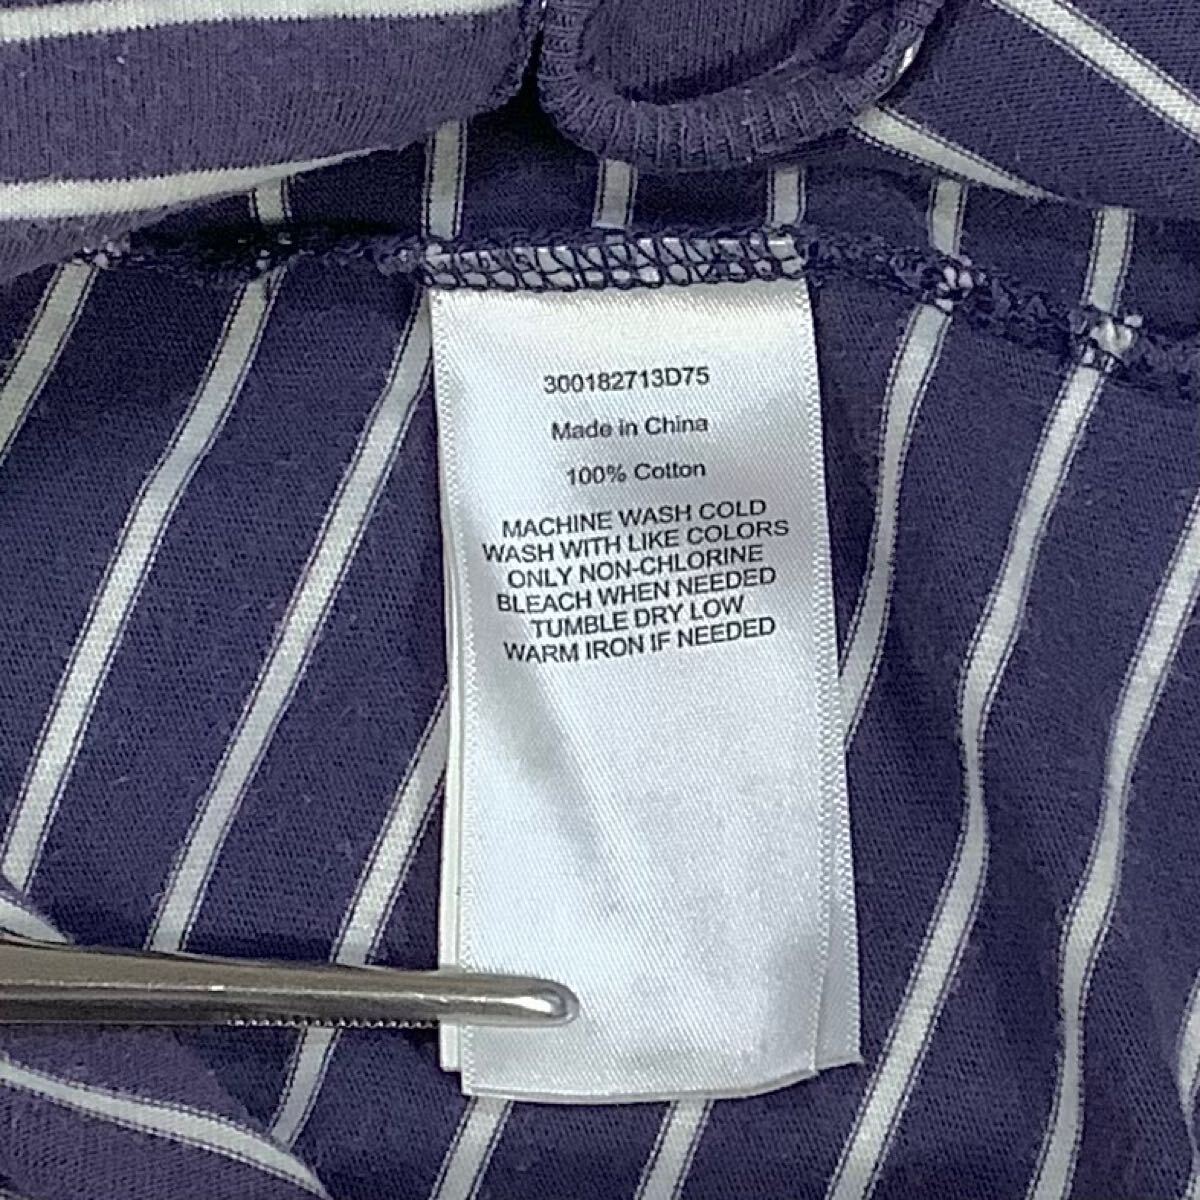 300182713D75
Made in China
100% Cotton
MACHINE WASH COLD
WASH WITH LIKE COLORS
ONLY NON-CHLORINE
BLEACH WHEN NEEDED
TUMBLE DRY LOW
WARM IRON IF NEEDED